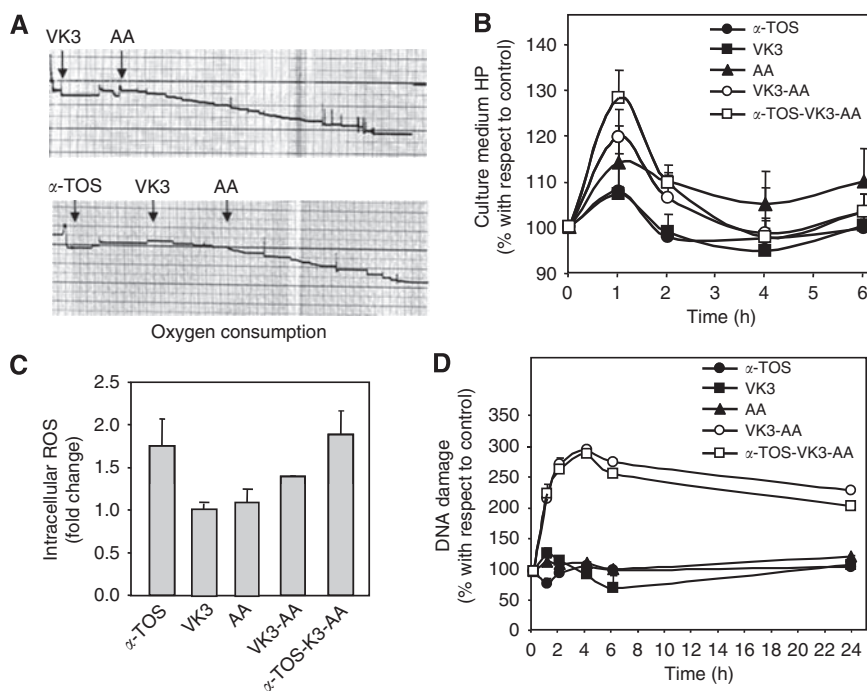 A
VK3 AA
α-TOS VK3 AA
Oxygen consumption
B
Culture medium HP
(% with respect to control)
140
130
120
110
100
90
0 1 2 3 4 5 6
Time (h)
α-TOS
VK3
AA
VK3-AA
α-TOS-VK3-AA
C
Intracellular ROS
(fold change)
2.5
2.0
1.5
1.0
0.5
0.0
α-TOS
VK3
AA
VK3-AA
α-TOS-K3-AA
D
DNA damage
(% with respect to control)
350
300
250
200
150
100
50
0
0 2 4 6 8 10 12 14 16 18 20 22 24
Time (h)
α-TOS
VK3
AA
VK3-AA
α-TOS-VK3-AA